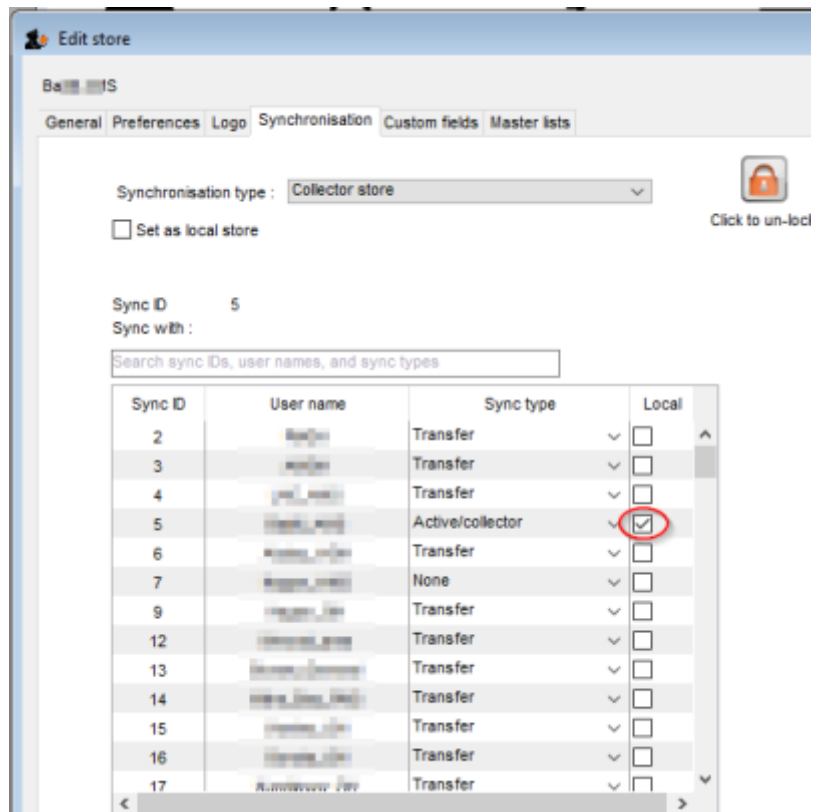 Edit store
General Preferences Logo Synchronisation Custom fields Master lists
Synchronisation type : Collector store
Click to un-loc
Set as local store
Sync ID 5
Sync with :
Search sync IDs, user names, and sync types
Sync ID User name Sync type Local
2 Transfer
3 Transfer
4 Transfer
5 Active/collector
6 Transfer
7 None
9 Transfer
12 Transfer
13 Transfer
14 Transfer
15 Transfer
16 Transfer
17 Transfer